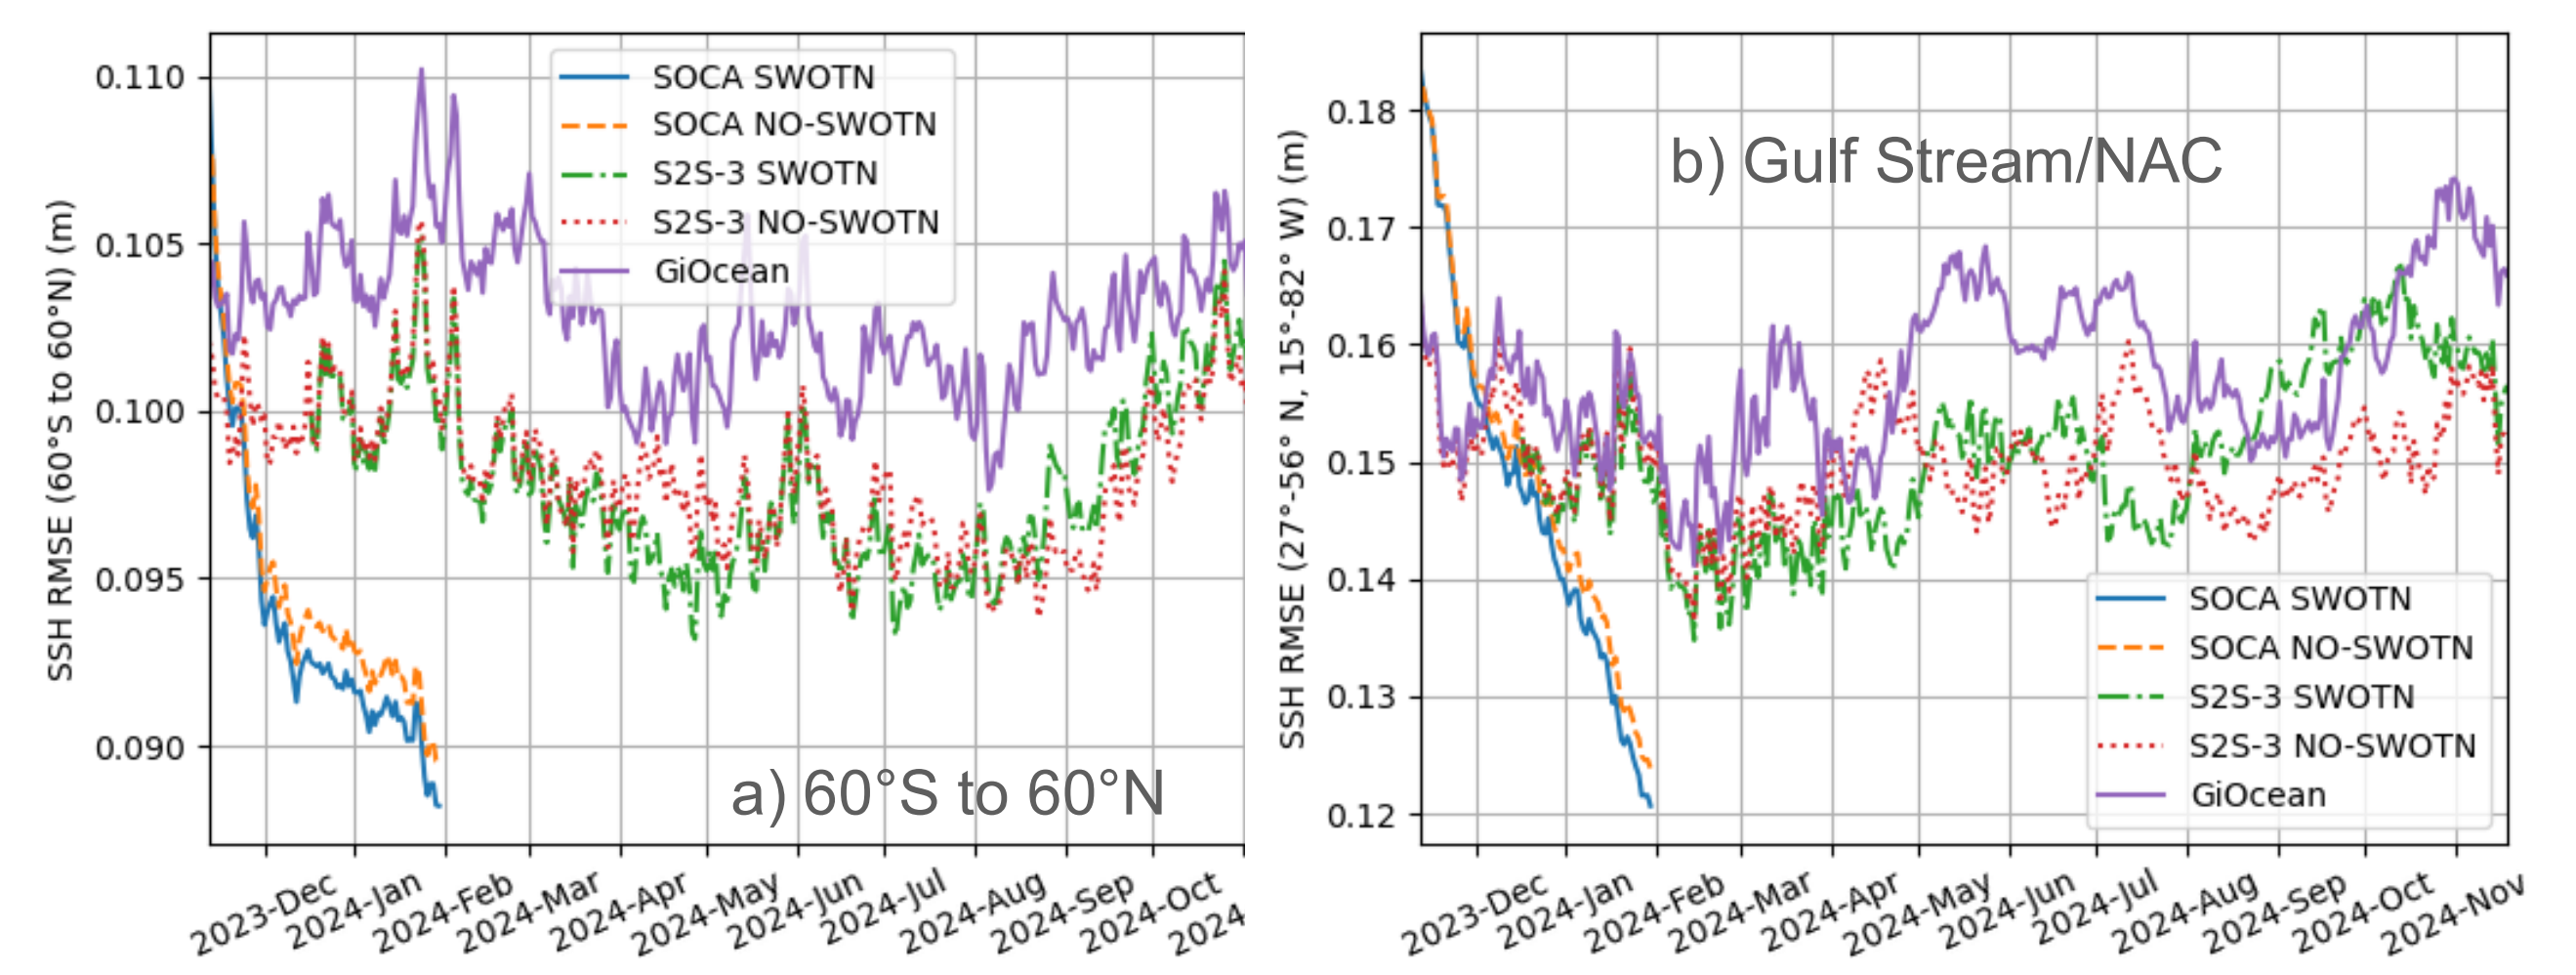 SSH RMSE (60°S to 60°N) (m)
0.110
0.105
0.100
0.095
0.090
SOCA SWOTN
SOCA NO-SWOTN
S2S-3 SWOTN
S2S-3 NO-SWOTN
GiOcean
a) 60°S to 60°N
2023-Dec
2024-Jan
2024-Feb
2024-Mar
2024-Apr
2024-May
2024-Jun
2024-Jul
2024-Aug
2024-Sep
2024-Oct
2024
SSH RMSE (27°-56° N, 15°-82° W) (m)
0.18
0.17
0.16
0.15
0.14
0.13
0.12
b) Gulf Stream/NAC
SOCA SWOTN
SOCA NO-SWOTN
S2S-3 SWOTN
S2S-3 NO-SWOTN
GiOcean
2023-Dec
2024-Jan
2024-Feb
2024-Mar
2024-Apr
2024-May
2024-Jun
2024-Jul
2024-Aug
2024-Sep
2024-Oct
2024-Nov